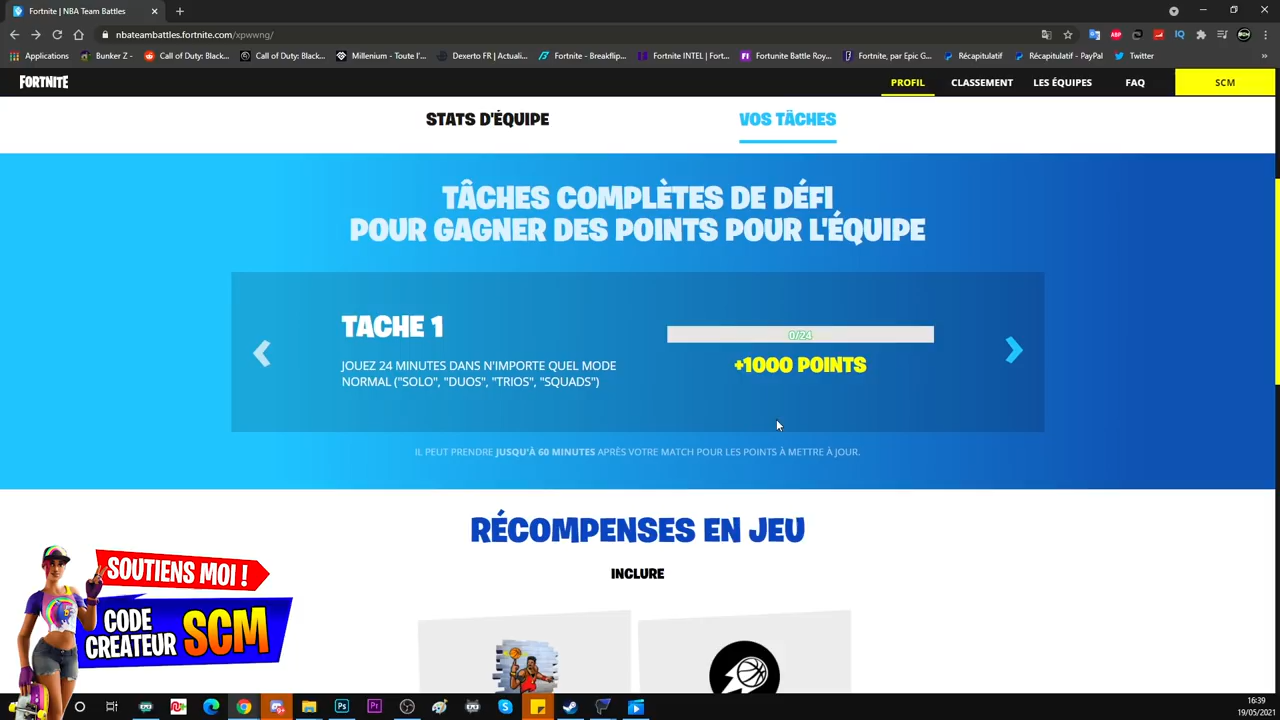 Fortnite | NBA Team Battles
nbateambattles.fortnite.com/xpwwng/
Applications
Bunker Z -
Call of Duty: Black...
Call of Duty: Black...
Millenium - Toute l'...
Dexerto FR | Actuali...
Fortnite - Breakflip...
Fortnite INTEL | Fort...
Fortunite Battle Roy...
Fortnite, par Epic G...
Récapitulatif
Récapitulatif - PayPal
Twitter
FORTNITE
PROFIL
CLASSEMENT
LES ÉQUIPES
FAQ
SCM
STATS D'ÉQUIPE
VOS TÂCHES
TÂCHES COMPLÈTES DE DÉFI
POUR GAGNER DES POINTS POUR L'ÉQUIPE
TACHE 1
JOUEZ 24 MINUTES DANS N'IMPORTE QUEL MODE
NORMAL ("SOLO", "DUOS", "TRIOS", "SQUADS")
0/24
+1000 POINTS
IL PEUT PRENDRE JUSQU'À 60 MINUTES APRÈS VOTRE MATCH POUR LES POINTS À METTRE À JOUR.
RÉCOMPENSES EN JEU
INCLURE
SOUTIENS MOI !
CODE
CREATEUR SCM
16:39
19/05/2021